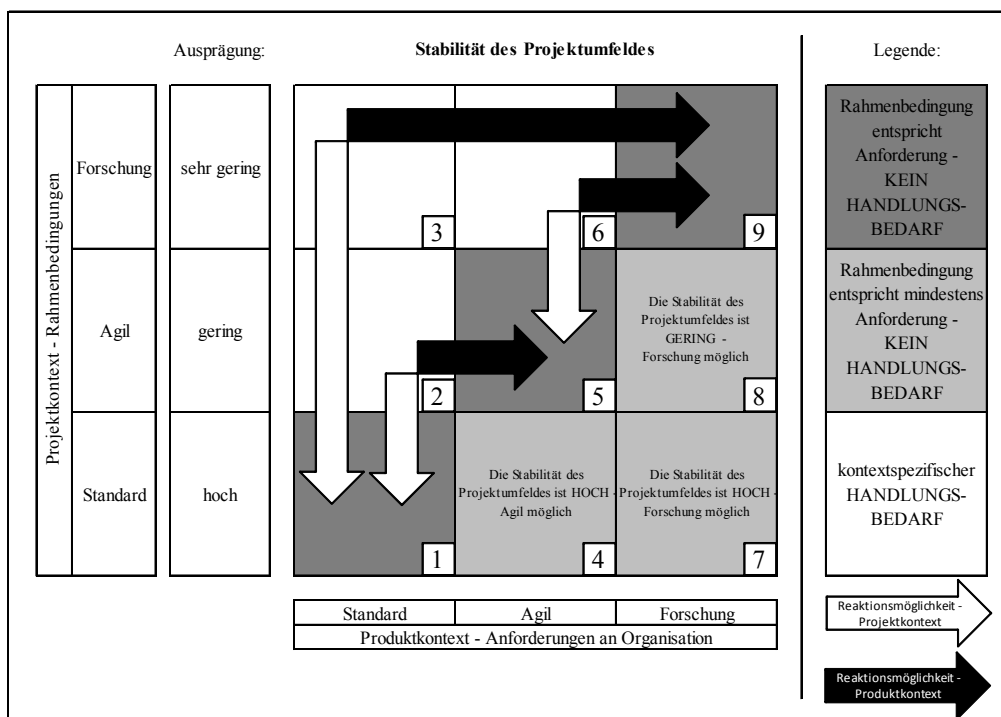 Ausprägung:
Stabilität des Projektumfeldes
Legende:
Projektkontext - Rahmenbedingungen
Forschung
sehr gering
3
6
9
Rahmenbedingung
entspricht
Anforderung -
KEIN
HANDLUNGS-
BEDARF
Agil
gering
2
5
Die Stabilität des
Projektumfeldes ist
GERING -
Forschung möglich
8
Rahmenbedingung
entspricht mindestens
Anforderung -
KEIN
HANDLUNGS-
BEDARF
Standard
hoch
1
Die Stabilität des
Projektumfeldes ist HOCH -
Agil möglich
4
Die Stabilität des
Projektumfeldes ist HOCH -
Forschung möglich
7
kontextspezifischer
HANDLUNGS-
BEDARF
Standard
Agil
Forschung
Produktkontext - Anforderungen an Organisation
Reaktionsmöglichkeit -
Projektkontext
Reaktionsmöglichkeit -
Produktkontext